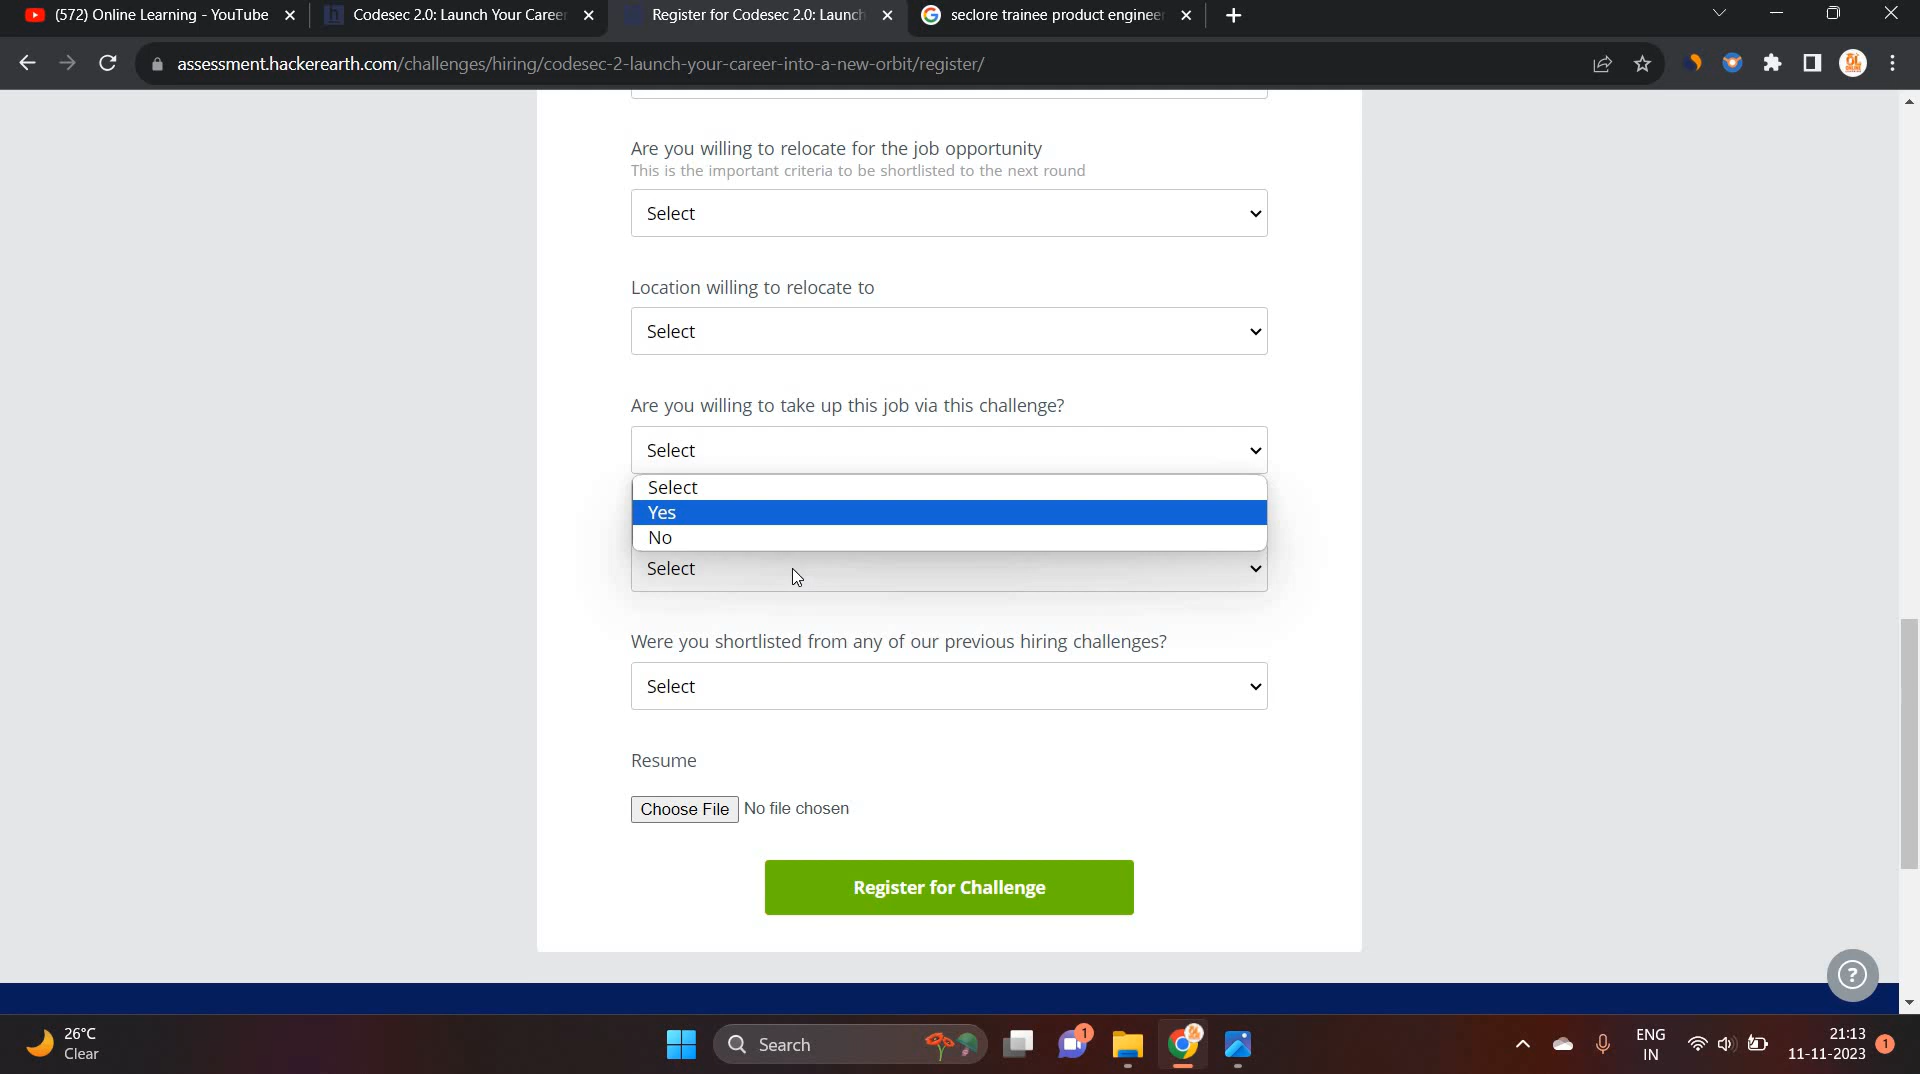 (572) Online Learning - YouTube
Codesec 2.0: Launch Your Career
Register for Codesec 2.0: Launch
seclore trainee product engineer
assessment.hackerearth.com/challenges/hiring/codesec-2-launch-your-career-into-a-new-orbit/register/
Are you willing to relocate for the job opportunity
This is the important criteria to be shortlisted to the next round
Select
Location willing to relocate to
Select
Are you willing to take up this job via this challenge?
Select
Select
Yes
No
Select
Were you shortlisted from any of our previous hiring challenges?
Select
Resume
Choose File No file chosen
Register for Challenge
?
26°C
Clear
Search
1
ENG
IN
21:13
11-11-2023
1